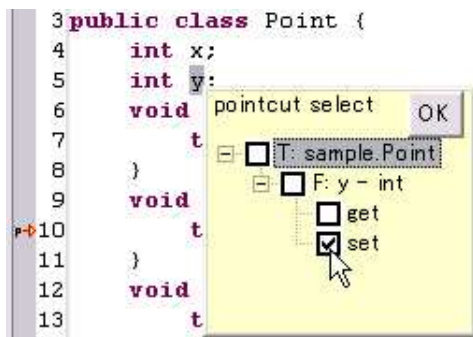 3 public class Point {
4 int x;
5 int y:
6 void
7 t
8 }
9 void
10 t
11 }
12 void
13 t
pointcut select OK
T: sample.Point
F: y - int
get
set